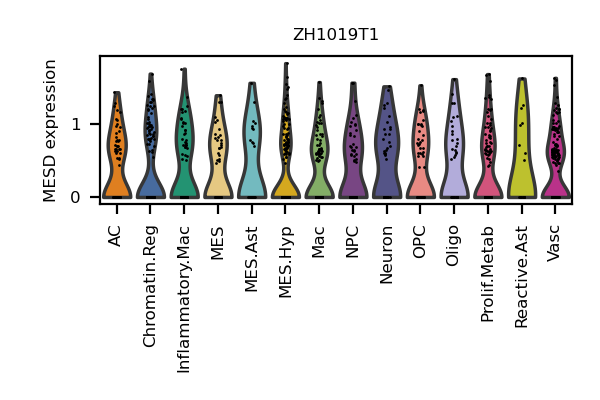 ZH1019T1
MESD expression
1
0
AC
Chromatin.Reg
Inflammatory.Mac
MES
MES.Ast
MES.Hyp
Mac
NPC
Neuron
OPC
Oligo
Prolif.Metab
Reactive.Ast
Vasc